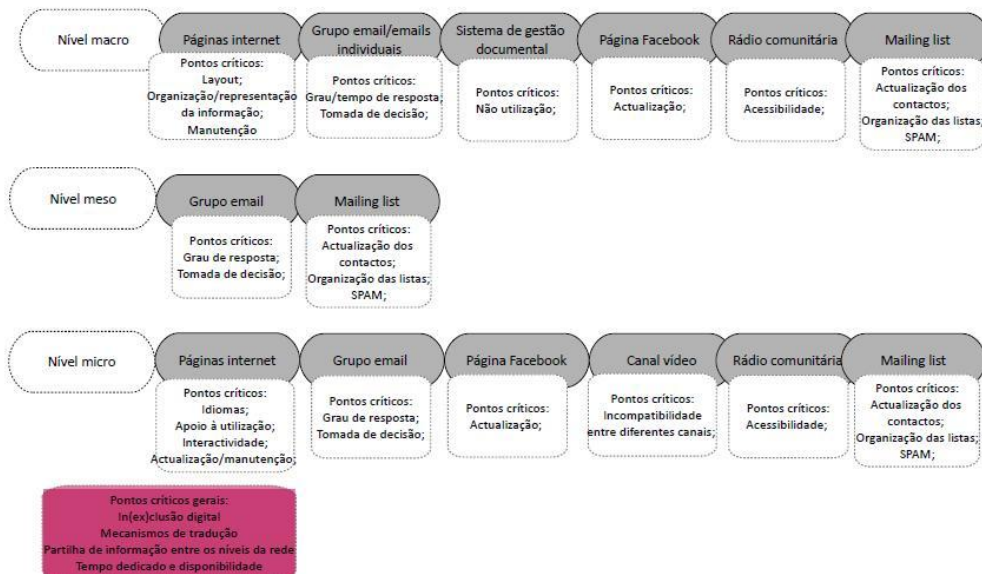 Nível macro
Páginas internet
Pontos críticos:
Layout;
Organização/representação
da informação;
Manutenção
Grupo email/emails
individuais
Pontos críticos:
Grau/tempo de resposta;
Tomada de decisão;
Sistema de gestão
documental
Pontos críticos:
Não utilização;
Página Facebook
Pontos críticos:
Actualização;
Rádio comunitária
Pontos críticos:
Acessibilidade;
Mailing list
Pontos críticos:
Actualização dos
contactos;
Organização das listas;
SPAM;
Nível meso
Grupo email
Pontos críticos:
Grau de resposta;
Tomada de decisão;
Mailing list
Pontos críticos:
Actualização dos
contactos;
Organização das listas;
SPAM;
Nível micro
Páginas internet
Pontos críticos:
Idiomas;
Apoio à utilização;
Interactividade;
Actualização/manutenção;
Grupo email
Pontos críticos:
Grau de resposta;
Tomada de decisão;
Página Facebook
Pontos críticos:
Actualização;
Canal vídeo
Pontos críticos:
Incompatibilidade
entre diferentes canais;
Rádio comunitária
Pontos críticos:
Acessibilidade;
Mailing list
Pontos críticos:
Actualização dos
contactos;
Organização das listas;
SPAM;
Pontos críticos gerais:
In(ex)clusão digital
Mecanismos de tradução
Partilha de informação entre os níveis da rede
Tempo dedicado e disponibilidade